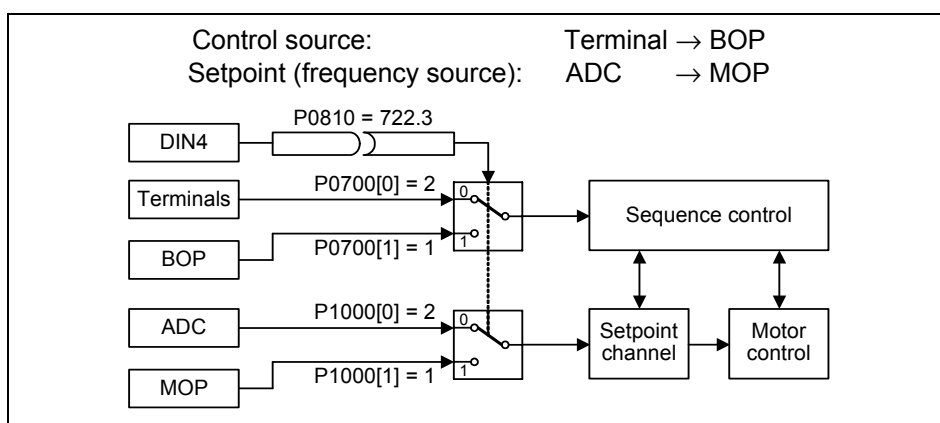 Control source: Terminal → BOP
Setpoint (frequency source): ADC → MOP
P0810 = 722.3
DIN4
Terminals
P0700[0] = 2
0
1
BOP
P0700[1] = 1
Sequence control
ADC
P1000[0] = 2
0
1
MOP
P1000[1] = 1
Setpoint
channel
Motor
control